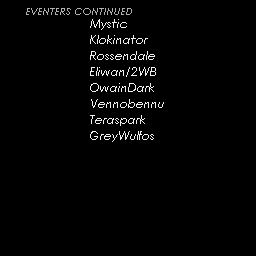 EVENTERS CONTINUED
Mystic
Klokinator
Rossendale
Eliwan/2WB
OwainDark
Vennobennu
Teraspark
GreyWulfos